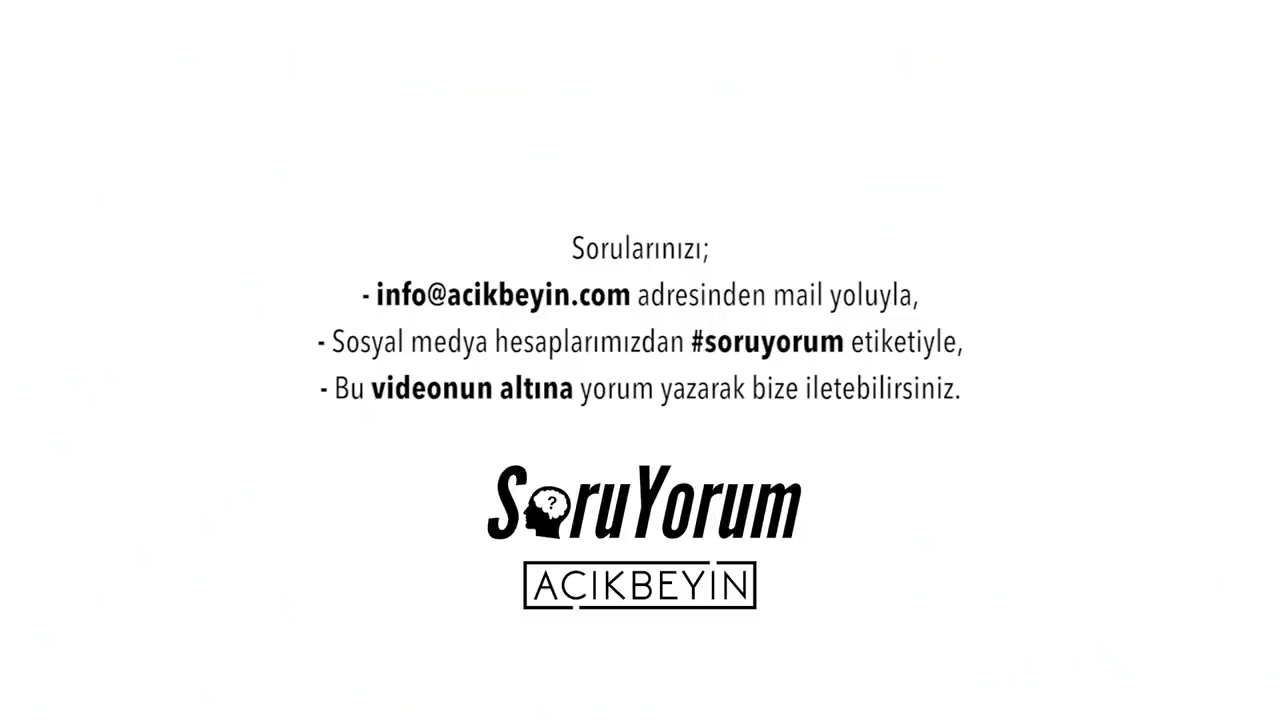 Sorularınızı;
- info@acikbeyin.com adresinden mail yoluyla,
- Sosyal medya hesaplarımızdan #soruyorum etiketiyle,
- Bu videonun altına yorum yazarak bize iletebilirsiniz.
SoruYorum
AÇIKBEYİN